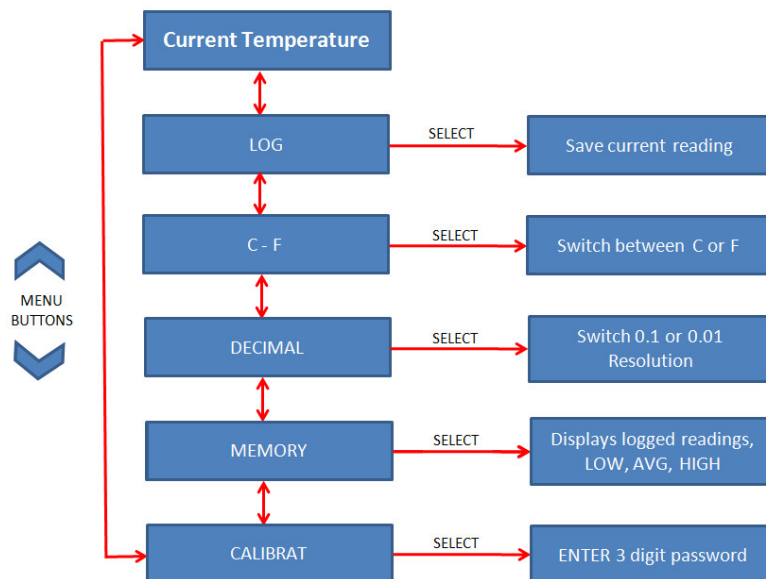 Current Temperature
LOG
SELECT
Save current reading
C - F
SELECT
Switch between C or F
MENU
BUTTONS
DECIMAL
SELECT
Switch 0.1 or 0.01
Resolution
MEMORY
SELECT
Displays logged readings,
LOW, AVG, HIGH
CALIBRAT
SELECT
ENTER 3 digit password